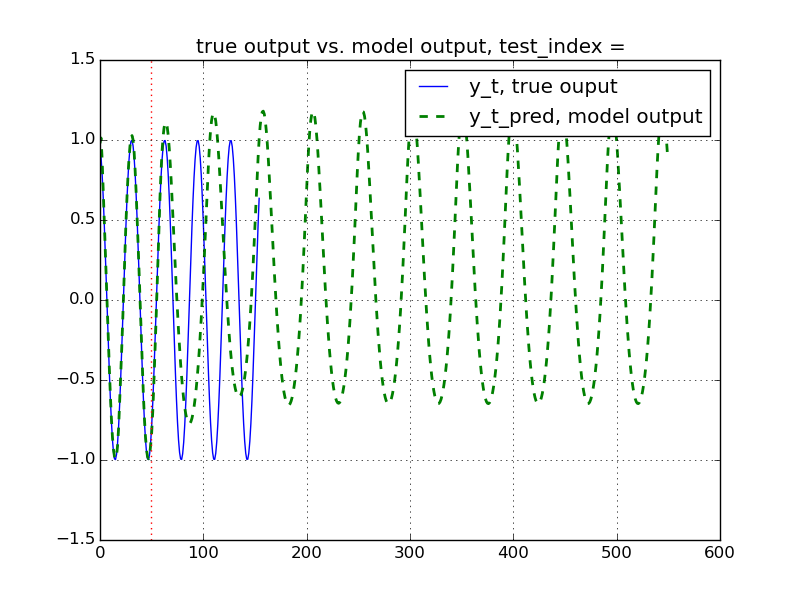 true output vs. model output, test_index =
y_t, true ouput
y_t_pred, model output
1.5
1.0
0.5
0.0
−0.5
−1.0
−1.5
0 100 200 300 400 500 600